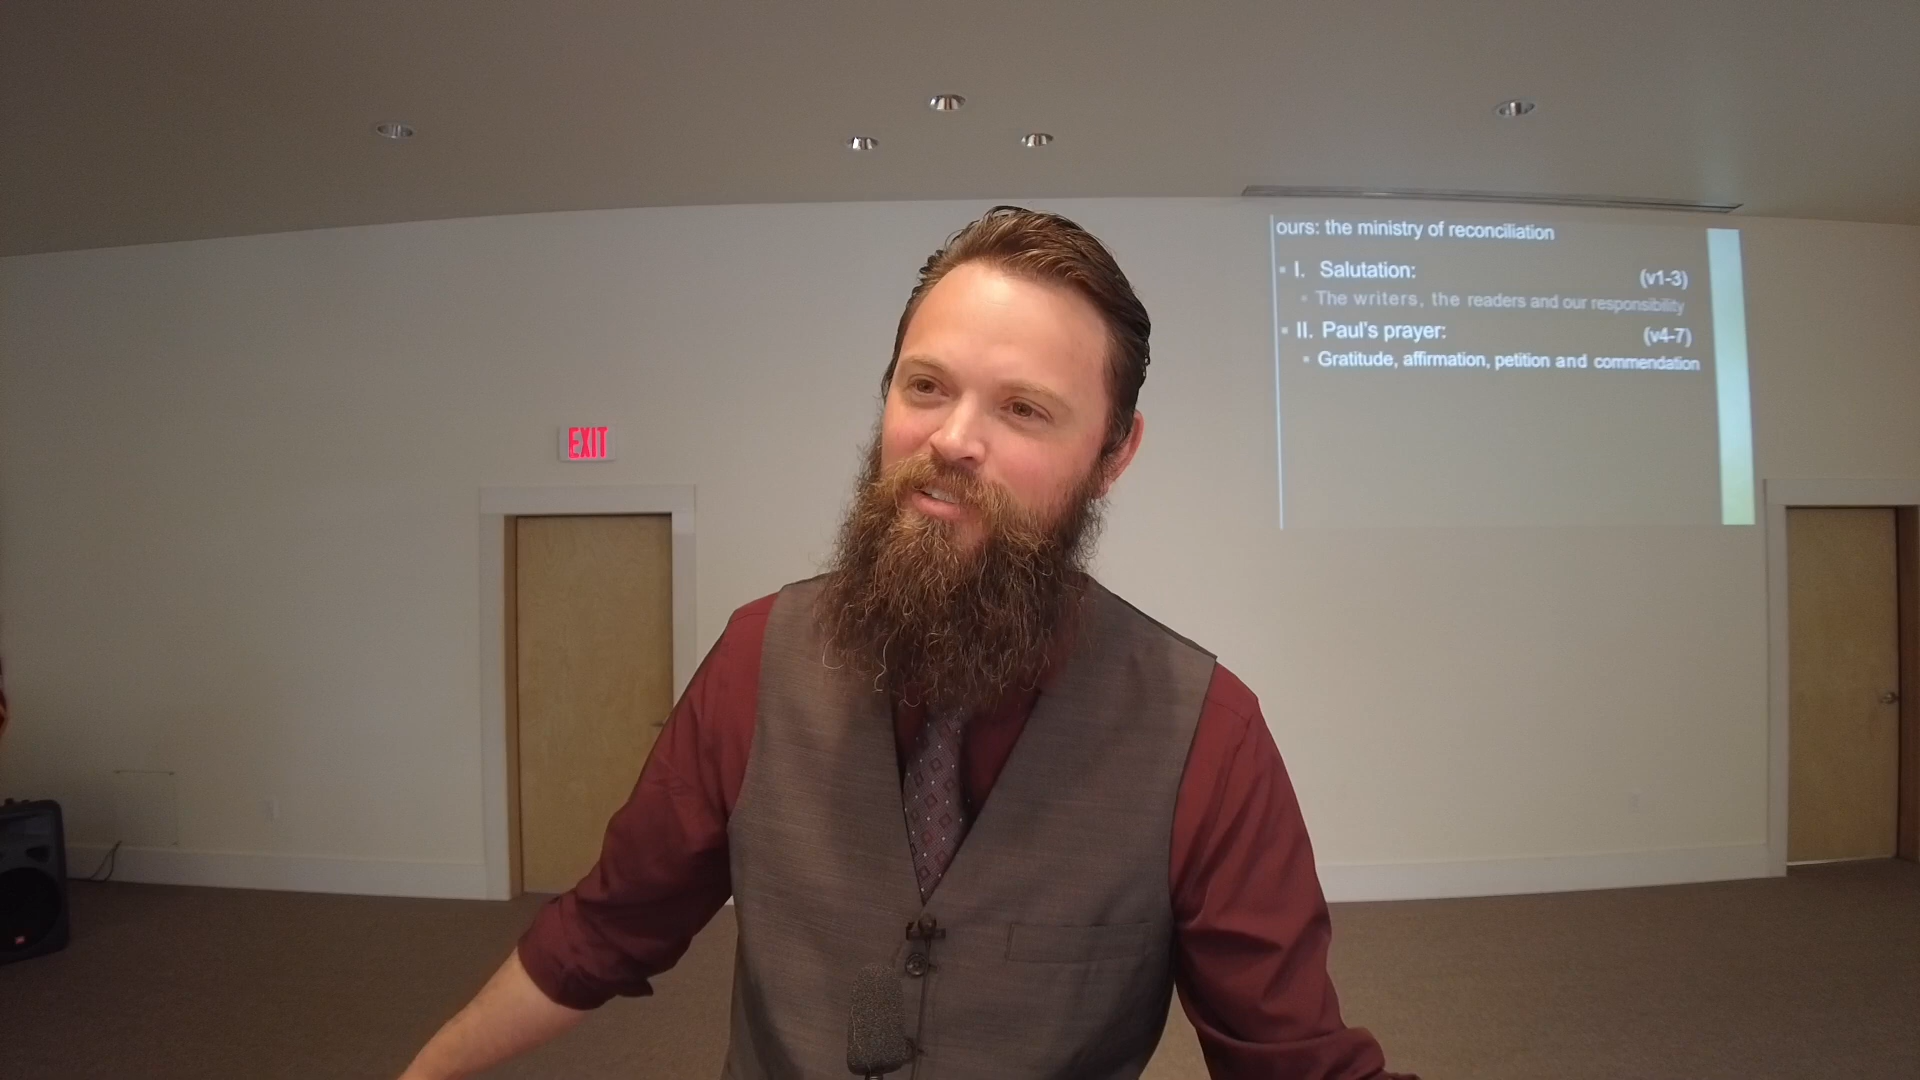 ours: the ministry of reconciliation
I. Salutation: (v1-3)
The writers, the readers and our responsibility
II. Paul's prayer: (v4-7)
Gratitude, affirmation, petition and commendation
EXIT